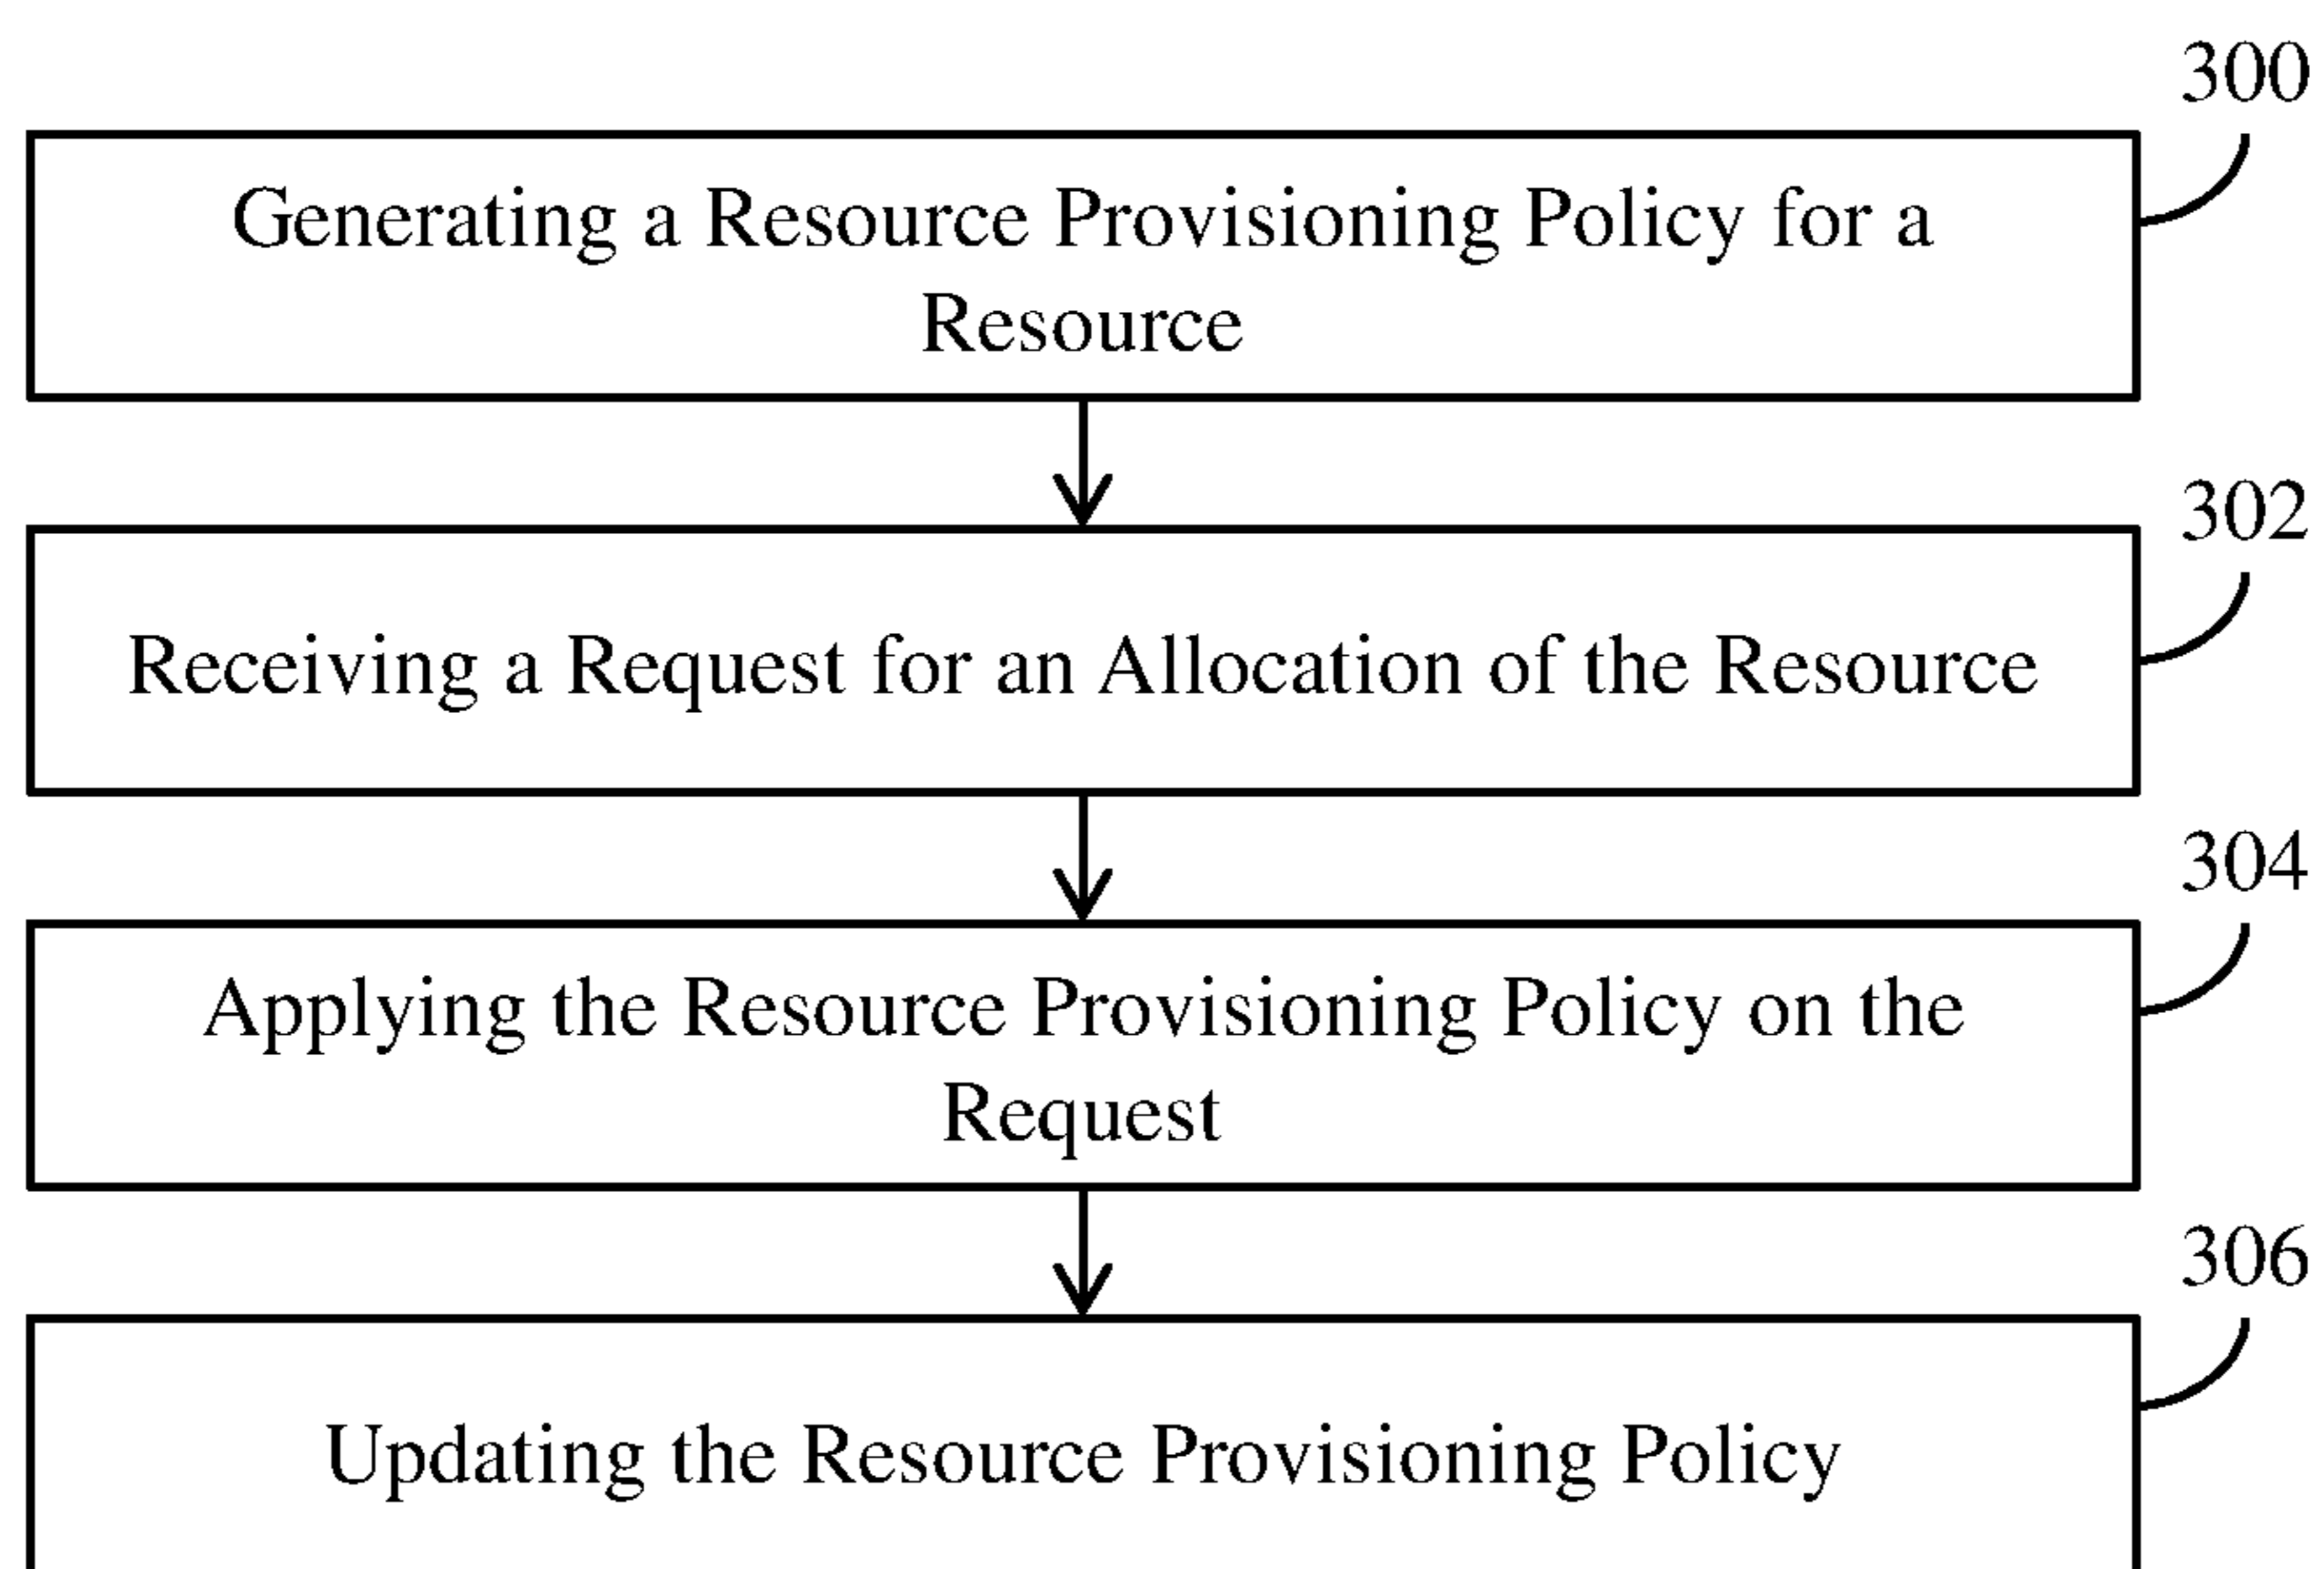 300
Generating a Resource Provisioning Policy for a
Resource
302
Receiving a Request for an Allocation of the Resource
304
Applying the Resource Provisioning Policy on the
Request
306
Updating the Resource Provisioning Policy